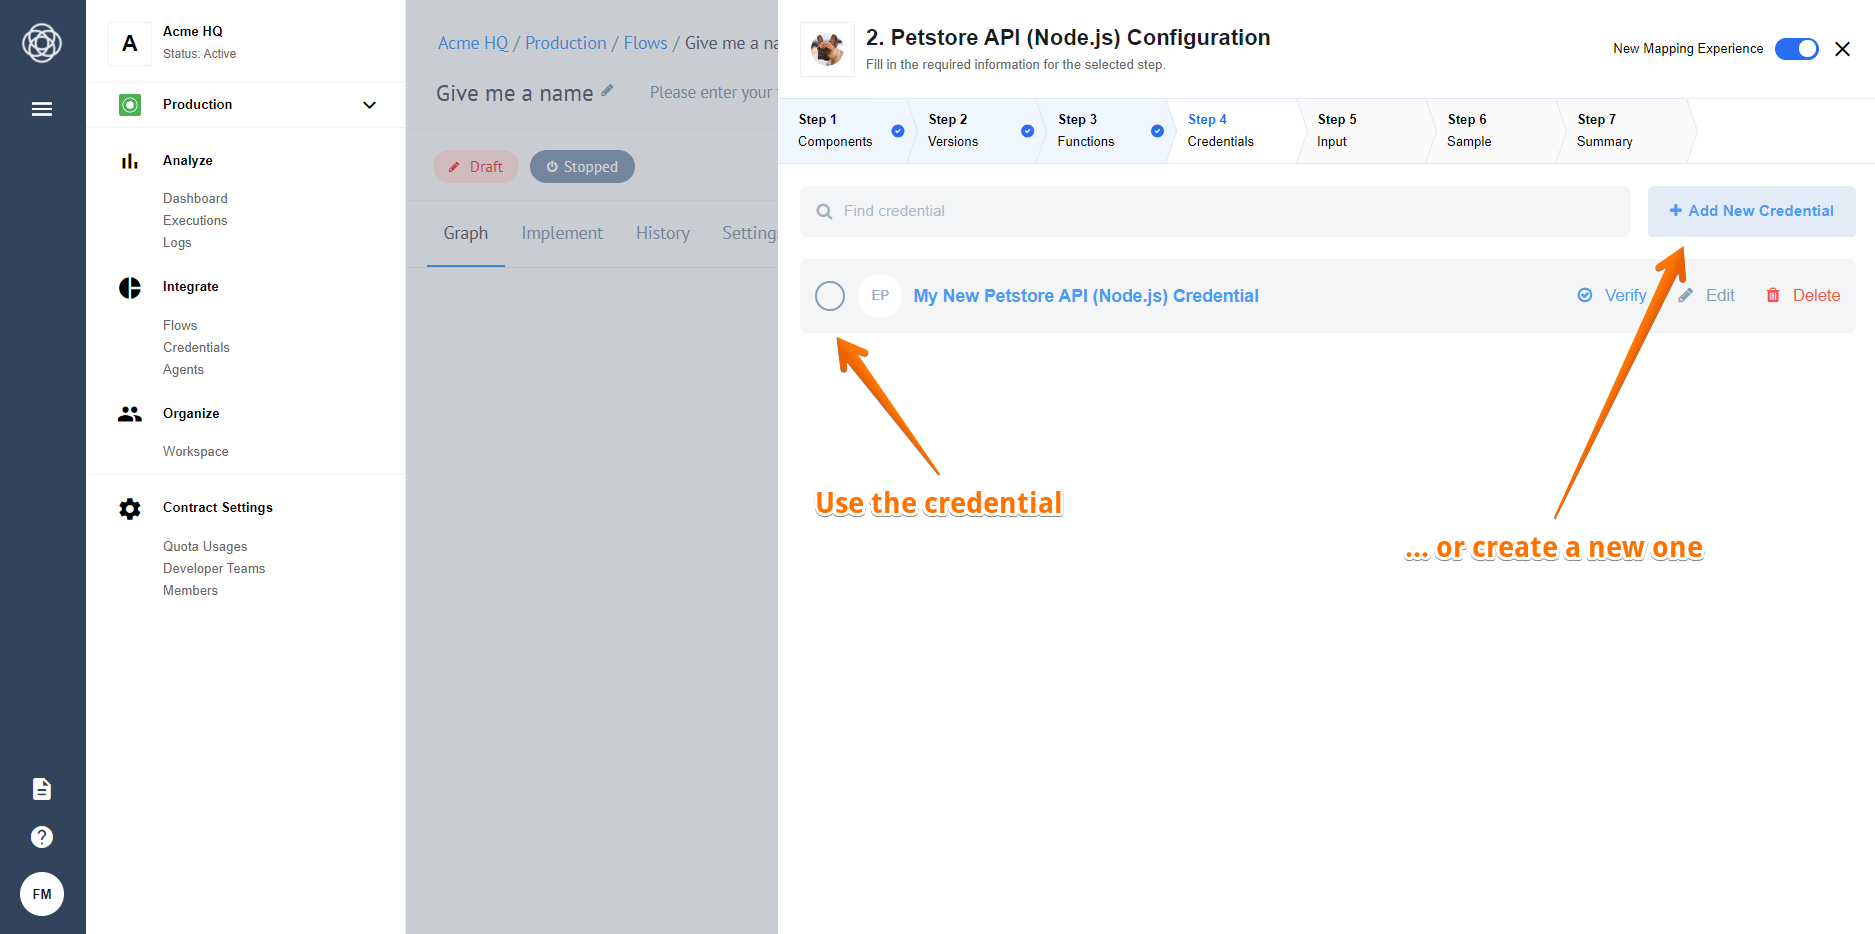 A
Acme HQ
Status: Active
Production
Analyze
Dashboard
Executions
Logs
Integrate
Flows
Credentials
Agents
Organize
Workspace
Contract Settings
Quota Usages
Developer Teams
Members
FM
Acme HQ / Production / Flows / Give me a na
Give me a name
Please enter your
Draft
Stopped
Graph
Implement
History
Setting
2. Petstore API (Node.js) Configuration
Fill in the required information for the selected step.
New Mapping Experience
Step 1
Components
Step 2
Versions
Step 3
Functions
Step 4
Credentials
Step 5
Input
Step 6
Sample
Step 7
Summary
Find credential
+ Add New Credential
EP
My New Petstore API (Node.js) Credential
Verify
Edit
Delete
Use the credential
... or create a new one